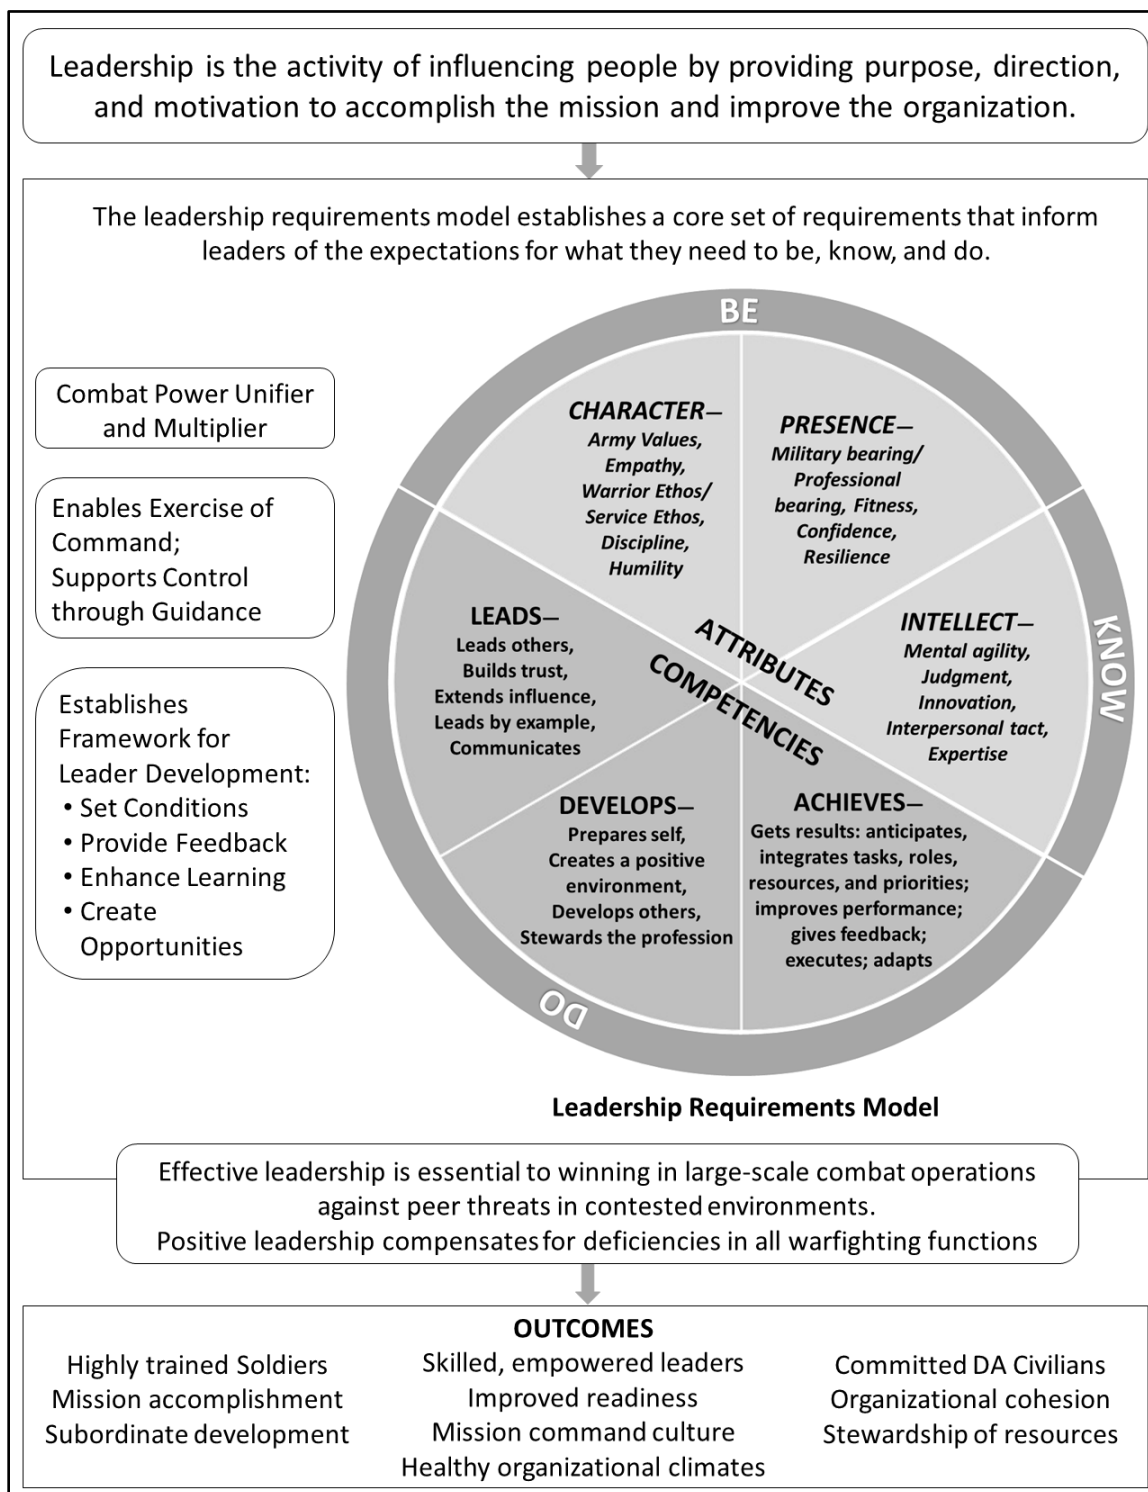 Leadership is the activity of influencing people by providing purpose, direction,
and motivation to accomplish the mission and improve the organization.
The leadership requirements model establishes a core set of requirements that inform
leaders of the expectations for what they need to be, know, and do.
Combat Power Unifier
and Multiplier
Enables Exercise of
Command;
Supports Control
through Guidance
Establishes
Framework for
Leader Development:
• Set Conditions
• Provide Feedback
• Enhance Learning
• Create
Opportunities
BE
CHARACTER—
Army Values,
Empathy,
Warrior Ethos/
Service Ethos,
Discipline,
Humility
PRESENCE—
Military bearing/
Professional
bearing, Fitness,
Confidence,
Resilience
KNOW
INTELLECT—
Mental agility,
Judgment,
Innovation,
Interpersonal tact,
Expertise
ATTRIBUTES
COMPETENCIES
LEADS—
Leads others,
Builds trust,
Extends influence,
Leads by example,
Communicates
DEVELOPS—
Prepares self,
Creates a positive
environment,
Develops others,
Stewards the profession
ACHIEVES—
Gets results: anticipates,
integrates tasks, roles,
resources, and priorities;
improves performance;
gives feedback;
executes; adapts
DO
Leadership Requirements Model
Effective leadership is essential to winning in large-scale combat operations
against peer threats in contested environments.
Positive leadership compensates for deficiencies in all warfighting functions
OUTCOMES
Highly trained Soldiers
Mission accomplishment
Subordinate development
Skilled, empowered leaders
Improved readiness
Mission command culture
Healthy organizational climates
Committed DA Civilians
Organizational cohesion
Stewardship of resources